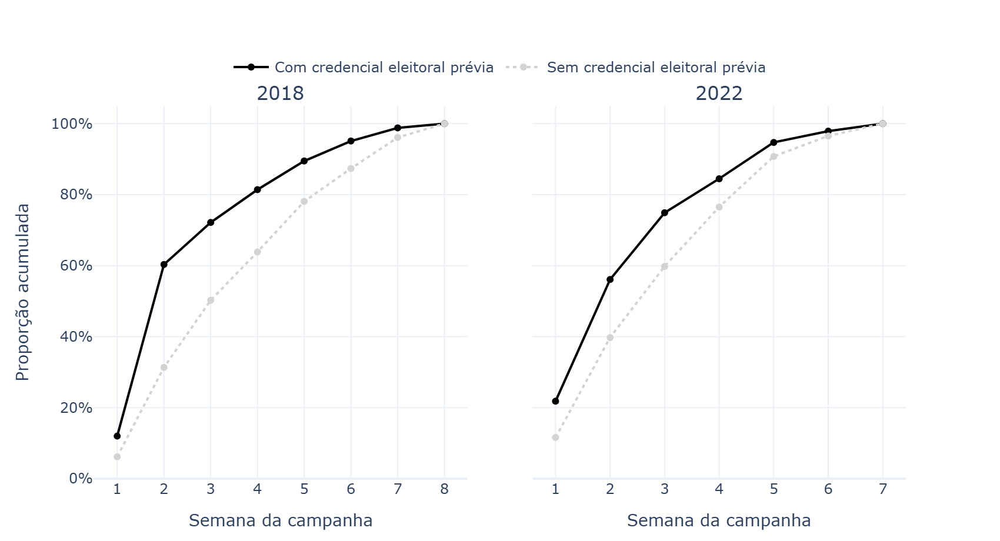 Com credencial eleitoral prévia Sem credencial eleitoral prévia
2018 2022
100%
80%
60%
40%
20%
0%
Proporção acumulada
1 2 3 4 5 6 7 8 1 2 3 4 5 6 7
Semana da campanha Semana da campanha